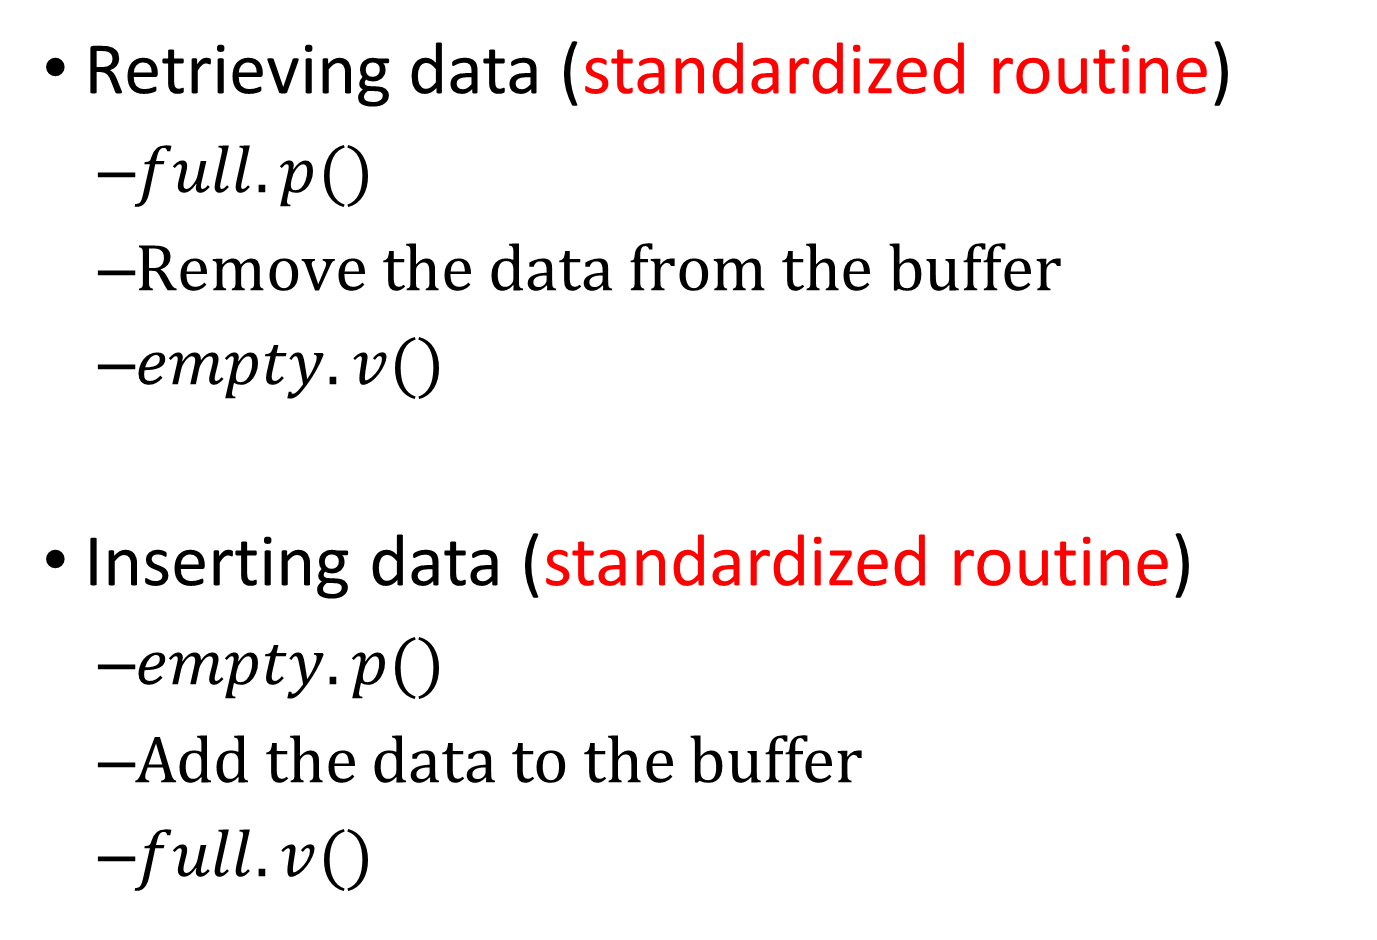 • Retrieving data (standardized routine)
–full.p()
–Remove the data from the buffer
–empty.v()
• Inserting data (standardized routine)
–empty.p()
–Add the data to the buffer
–full.v()